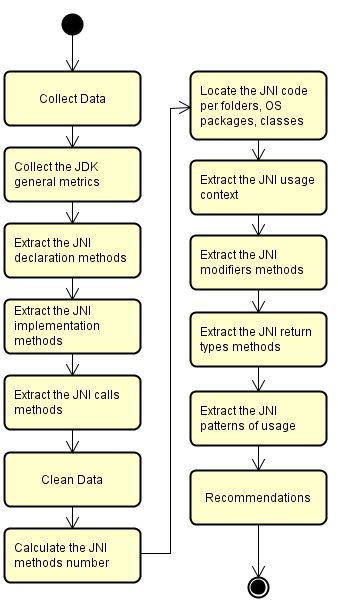 Collect Data
Collect the JDK
general metrics
Extract the JNI
declaration methods
Extract the JNI
implementation
methods
Extract the JNI calls
methods
Clean Data
Calculate the JNI
methods number
Locate the JNI code
per folders, OS
packages, classes
Extract the JNI usage
context
Extract the JNI
modifiers methods
Extract the JNI return
types methods
Extract the JNI
patterns of usage
Recommendations